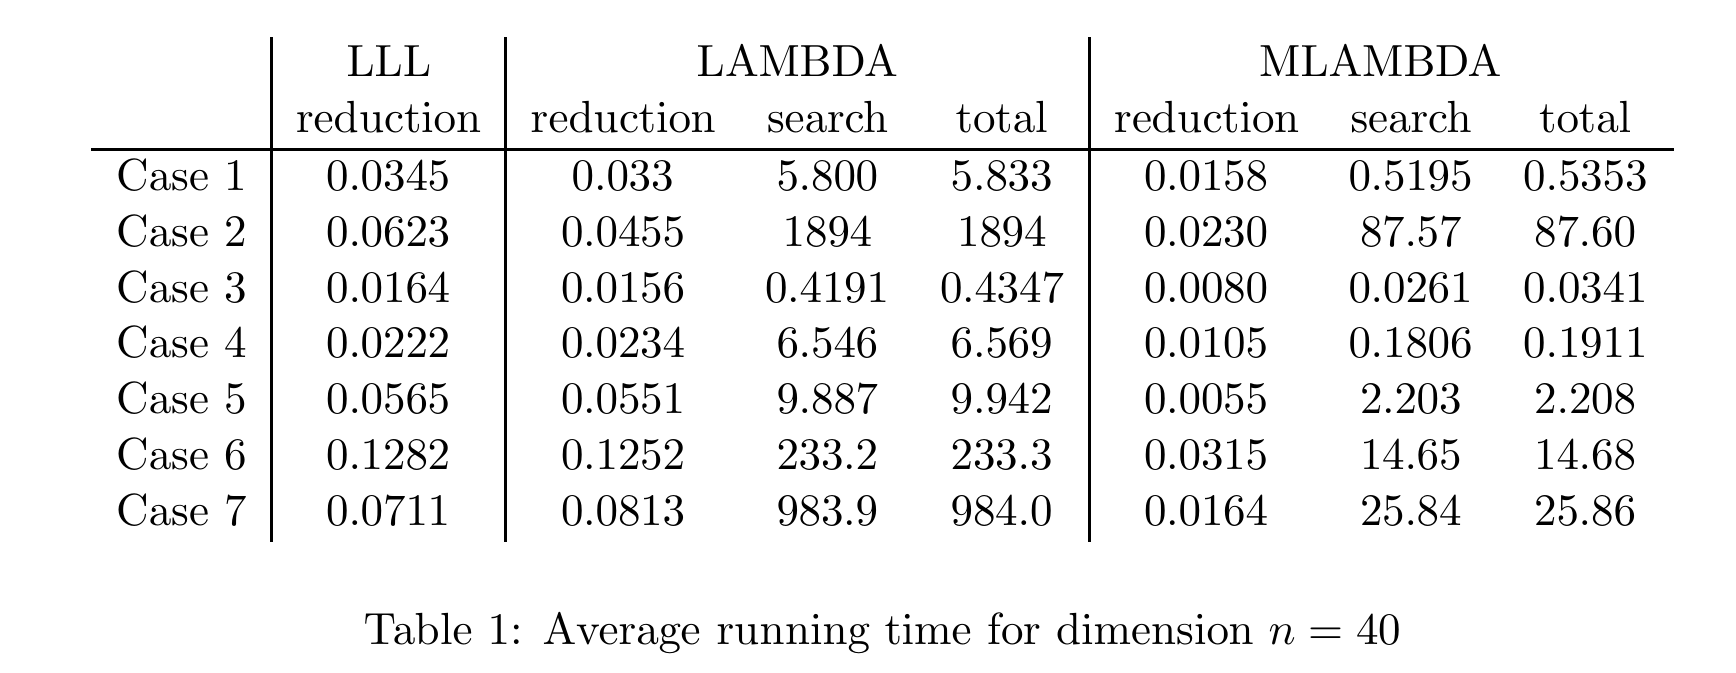 LLL LAMBDA MLAMBDA
reduction reduction search total reduction search total
Case 1 0.0345 0.033 5.800 5.833 0.0158 0.5195 0.5353
Case 2 0.0623 0.0455 1894 1894 0.0230 87.57 87.60
Case 3 0.0164 0.0156 0.4191 0.4347 0.0080 0.0261 0.0341
Case 4 0.0222 0.0234 6.546 6.569 0.0105 0.1806 0.1911
Case 5 0.0565 0.0551 9.887 9.942 0.0055 2.203 2.208
Case 6 0.1282 0.1252 233.2 233.3 0.0315 14.65 14.68
Case 7 0.0711 0.0813 983.9 984.0 0.0164 25.84 25.86
Table 1: Average running time for dimension n = 40